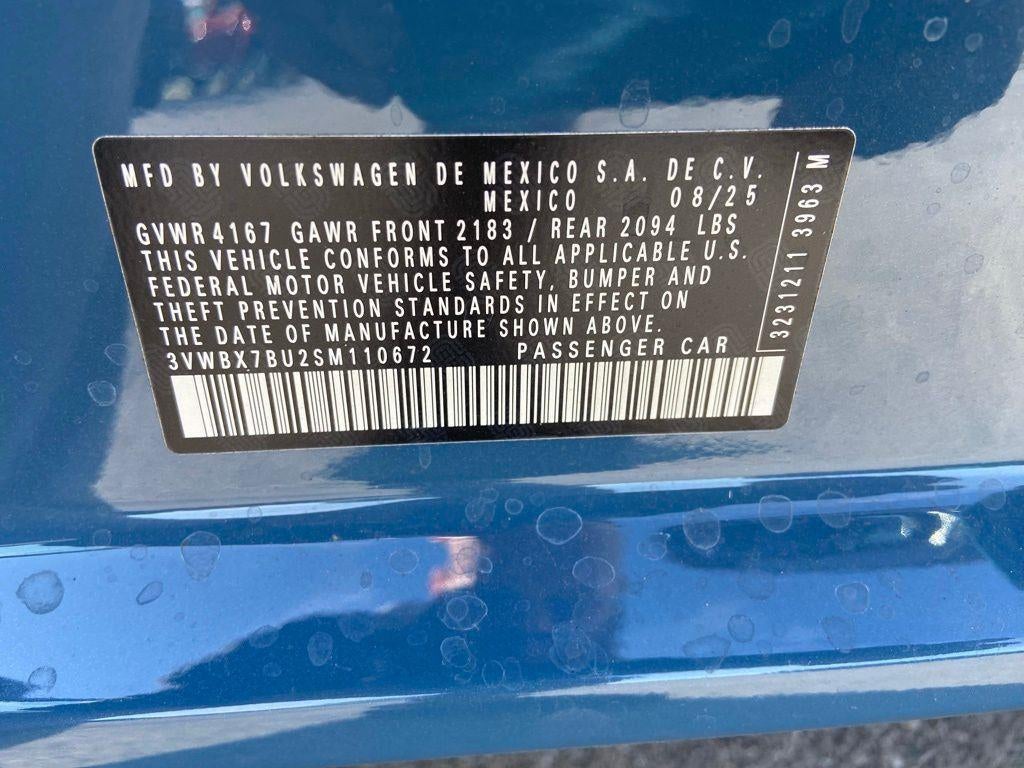 MFD BY VOLKSWAGEN DE MEXICO S.A. DE C.V.
MEXICO 08/25
GVWR 4167 GAWR FRONT 2183 / REAR 2094 LBS
THIS VEHICLE CONFORMS TO ALL APPLICABLE U.S.
FEDERAL MOTOR VEHICLE SAFETY, BUMPER AND
THEFT PREVENTION STANDARDS IN EFFECT ON
THE DATE OF MANUFACTURE SHOWN ABOVE.
3VWBX7BU2SM110672 PASSENGER CAR
3231211 3963 M